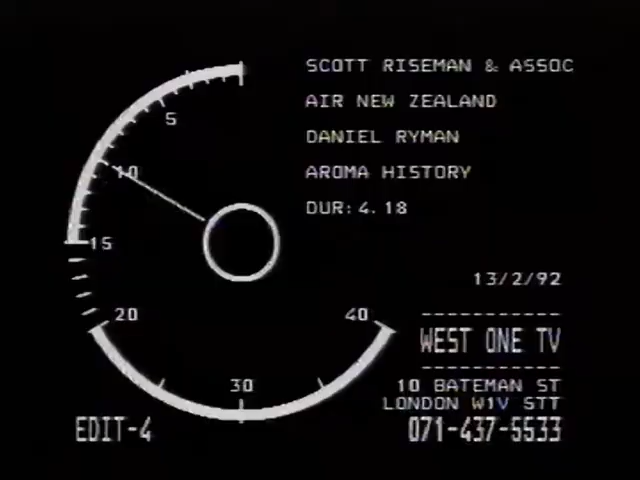 SCOTT RISEMAN & ASSOC
AIR NEW ZEALAND
DANIEL RYMAN
AROMA HISTORY
DUR: 4.18
5
10
15
20
30
40
13/2/92
-----------
WEST ONE TV
-----------
10 BATEMAN ST
LONDON W1V 5TT
071-437-5533
EDIT-4